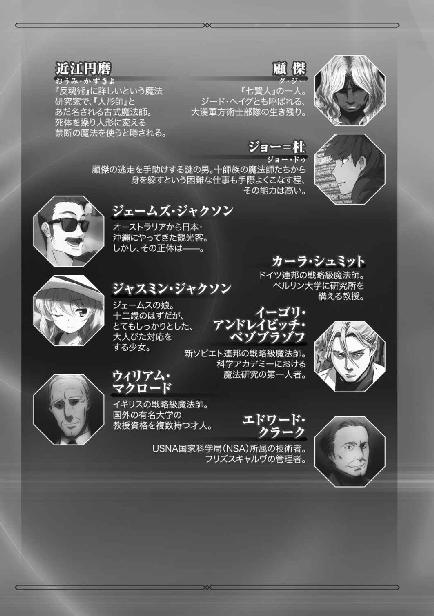 近江円磨
おうみ・かずきよ
『反魂術』に詳しいという魔法
研究家で、『人形師』と
あだ名される古式魔法師。
死体を操り人形に変える
禁断の魔法を使うと噂される。
顧 傑
グ・ジー
『七賢人』の一人。
ジード・ヘイグとも呼ばれる、
大漢軍方術士部隊の生き残り。
ジョー=杜
ジョー・ドゥ
顧傑の逃走を手助けする謎の男。十師族の魔法師たちから
身を躱すという困難な仕事も手際よくこなす程、
その能力は高い。
ジェームズ・ジャクソン
オーストラリアから日本・
沖縄にやってきた観光客。
しかし、その正体は――。
カーラ・シュミット
ドイツ連邦の戦略級魔法師。
ベルリン大学に研究所を
構える教授。
ジャスミン・ジャクソン
ジェームスの娘。
十二歳のはずだが、
とてもしっかりとした、
大人びた対応を
する少女。
イーゴリ・
アンドレイビッチ・
ベゾブラゾフ
新ソビエト連邦の戦略級魔法師。
科学アカデミーにおける
魔法研究の第一人者。
ウィリアム・
マクロード
イギリスの戦略級魔法師。
国外の有名大学の
教授資格を複数持つ才人。
エドワード・
クラーク
USNA国家科学局(NSA)所属の技術者。
フリズスキャルヴの管理者。